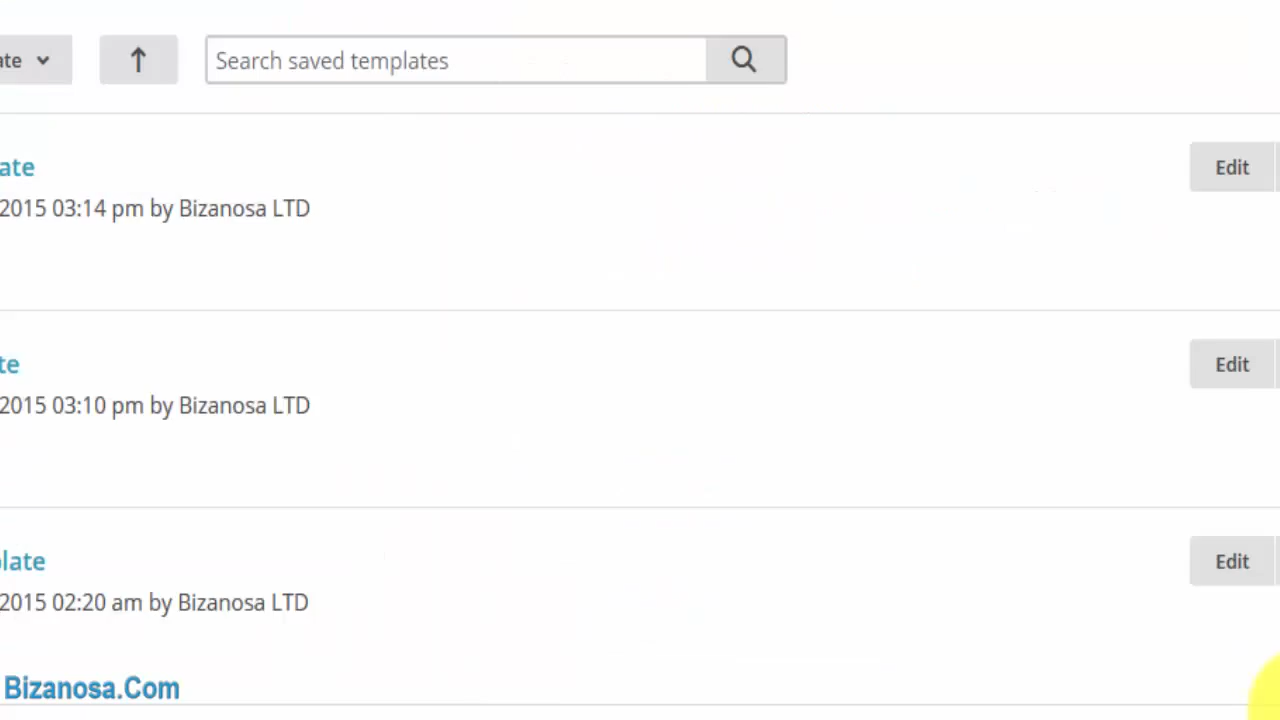 ate
Search saved templates
ate
Edit
2015 03:14 pm by Bizanosa LTD
te
Edit
2015 03:10 pm by Bizanosa LTD
plate
Edit
2015 02:20 am by Bizanosa LTD
Bizanosa.Com